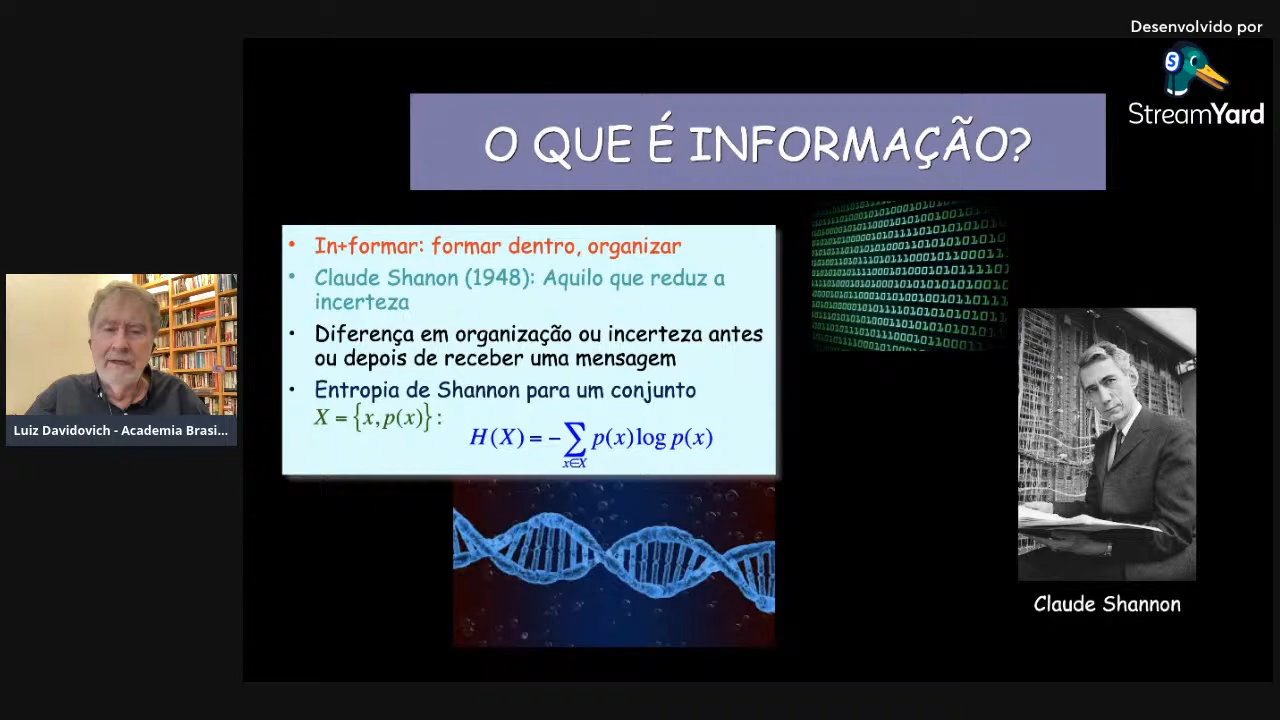 Desenvolvido por
StreamYard
O QUE É INFORMAÇÃO?
• In+formar: formar dentro, organizar
• Claude Shanon (1948): Aquilo que reduz a
incerteza
• Diferença em organização ou incerteza antes
ou depois de receber uma mensagem
• Entropia de Shannon para um conjunto
X = {x, p(x)} :
H(X) = −∑ p(x) log p(x)
x∈X
Luiz Davidovich - Academia Brasi...
Claude Shannon